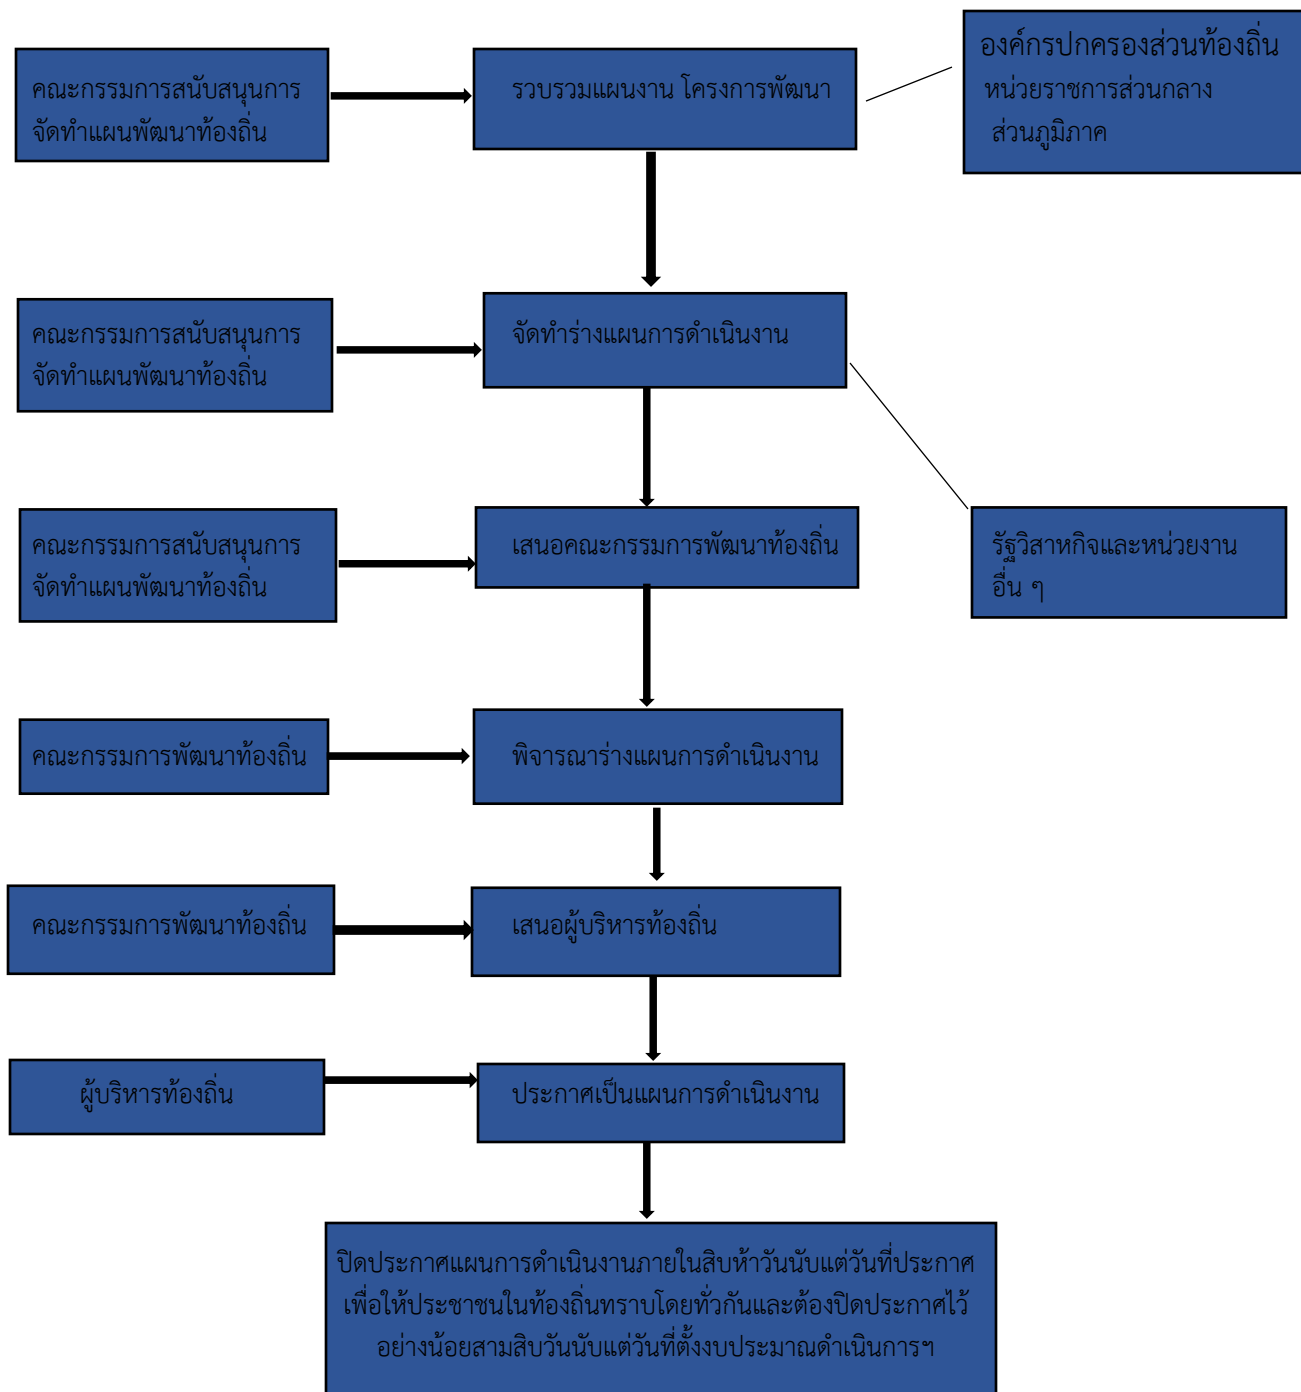 คณะกรรมการสนับสนุนการ
จัดทำแผนพัฒนาท้องถิ่น
รวบรวมแผนงาน โครงการพัฒนา
องค์กรปกครองส่วนท้องถิ่น
หน่วยราชการส่วนกลาง
ส่วนภูมิภาค
คณะกรรมการสนับสนุนการ
จัดทำแผนพัฒนาท้องถิ่น
จัดทำร่างแผนการดำเนินงาน
คณะกรรมการสนับสนุนการ
จัดทำแผนพัฒนาท้องถิ่น
เสนอคณะกรรมการพัฒนาท้องถิ่น
รัฐวิสาหกิจและหน่วยงาน
อื่น ๆ
คณะกรรมการพัฒนาท้องถิ่น
พิจารณาร่างแผนการดำเนินงาน
คณะกรรมการพัฒนาท้องถิ่น
เสนอผู้บริหารท้องถิ่น
ผู้บริหารท้องถิ่น
ประกาศเป็นแผนการดำเนินงาน
ปิดประกาศแผนการดำเนินงานภายในสิบห้าวันนับแต่วันที่ประกาศ
เพื่อให้ประชาชนในท้องถิ่นทราบโดยทั่วกันและต้องปิดประกาศไว้
อย่างน้อยสามสิบวันนับแต่วันที่ตั้งงบประมาณดำเนินการฯ